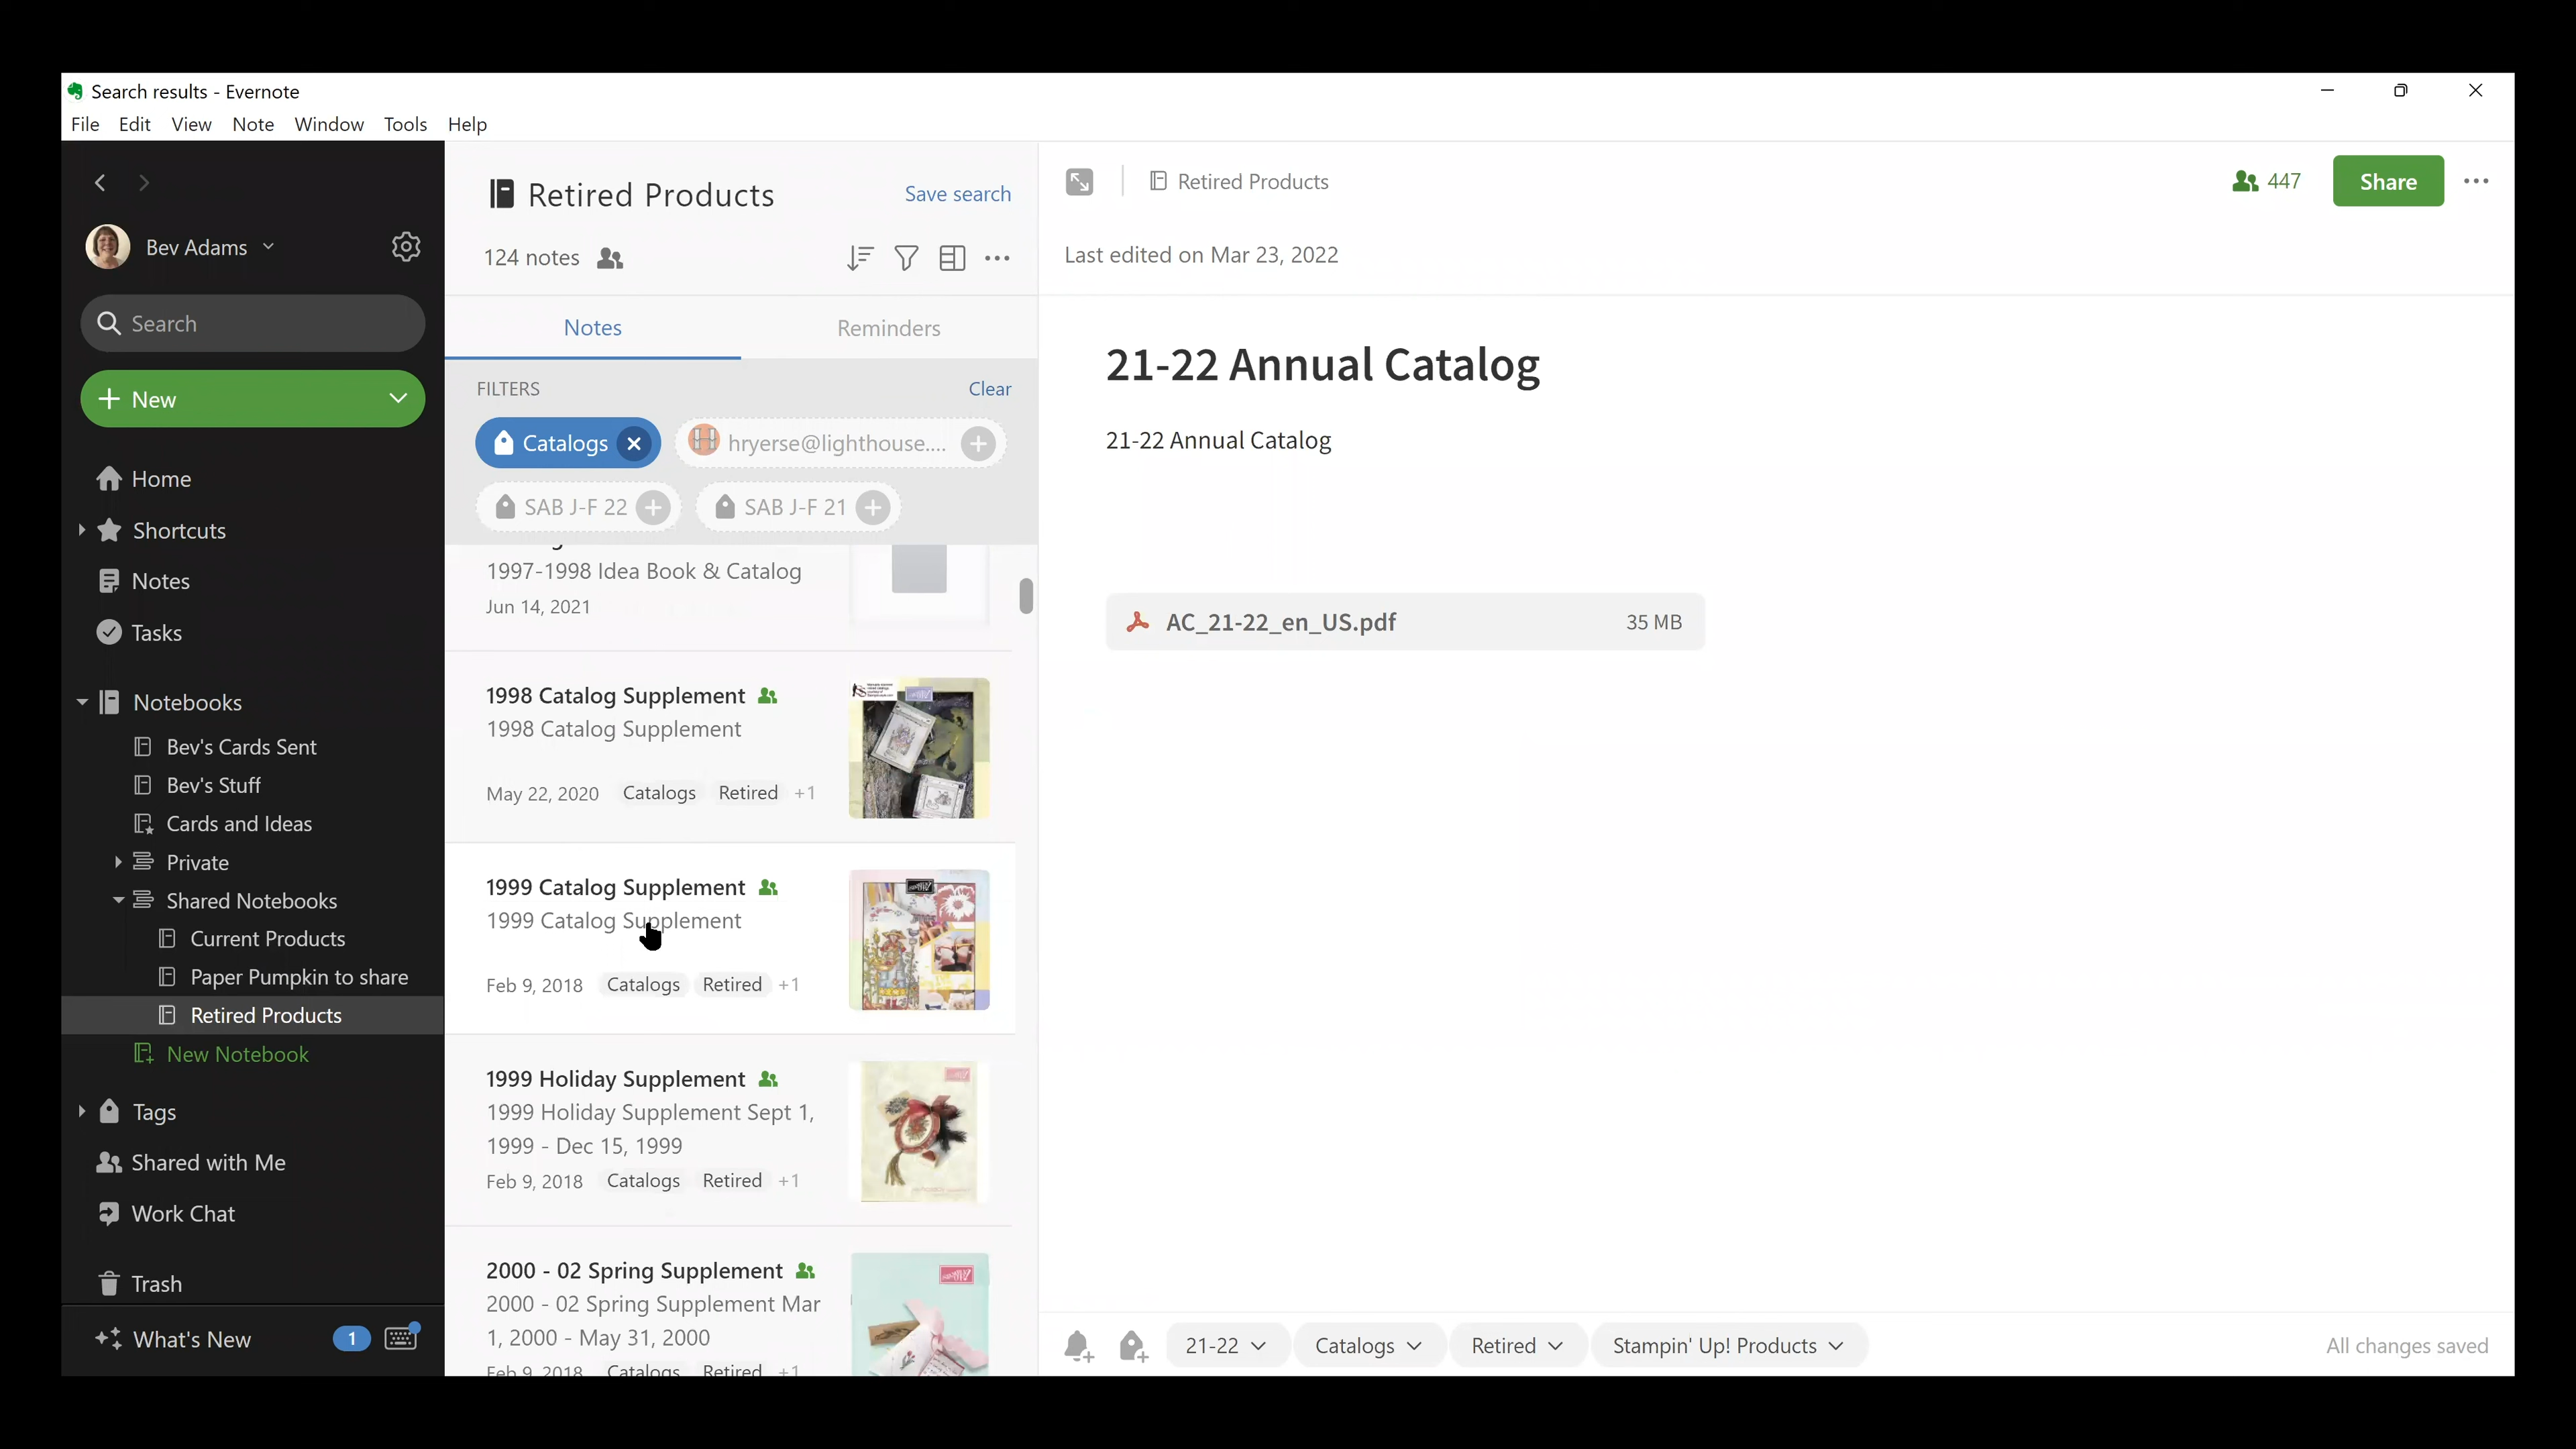 Search results - Evernote
File Edit View Note Window Tools Help
Bev Adams
Search
New
Home
Shortcuts
Notes
Tasks
Notebooks
Bev's Cards Sent
Bev's Stuff
Cards and Ideas
Private
Shared Notebooks
Current Products
Paper Pumpkin to share
Retired Products
New Notebook
Tags
Shared with Me
Work Chat
Trash
What's New 1
Retired Products Save search
124 notes
Notes Reminders
FILTERS Clear
Catalogs hryerse@lighthouse....
SAB J-F 22 SAB J-F 21
1997-1998 Idea Book & Catalog
Jun 14, 2021
1998 Catalog Supplement
1998 Catalog Supplement
May 22, 2020 Catalogs Retired +1
1999 Catalog Supplement
1999 Catalog Supplement
Feb 9, 2018 Catalogs Retired +1
1999 Holiday Supplement
1999 Holiday Supplement Sept 1,
1999 - Dec 15, 1999
Feb 9, 2018 Catalogs Retired +1
2000 - 02 Spring Supplement
2000 - 02 Spring Supplement Mar
1, 2000 - May 31, 2000
Feb 9, 2018 Catalogs Retired +1
Retired Products 447 Share
Last edited on Mar 23, 2022
21-22 Annual Catalog
21-22 Annual Catalog
AC_21-22_en_US.pdf 35 MB
21-22 Catalogs Retired Stampin' Up! Products All changes saved